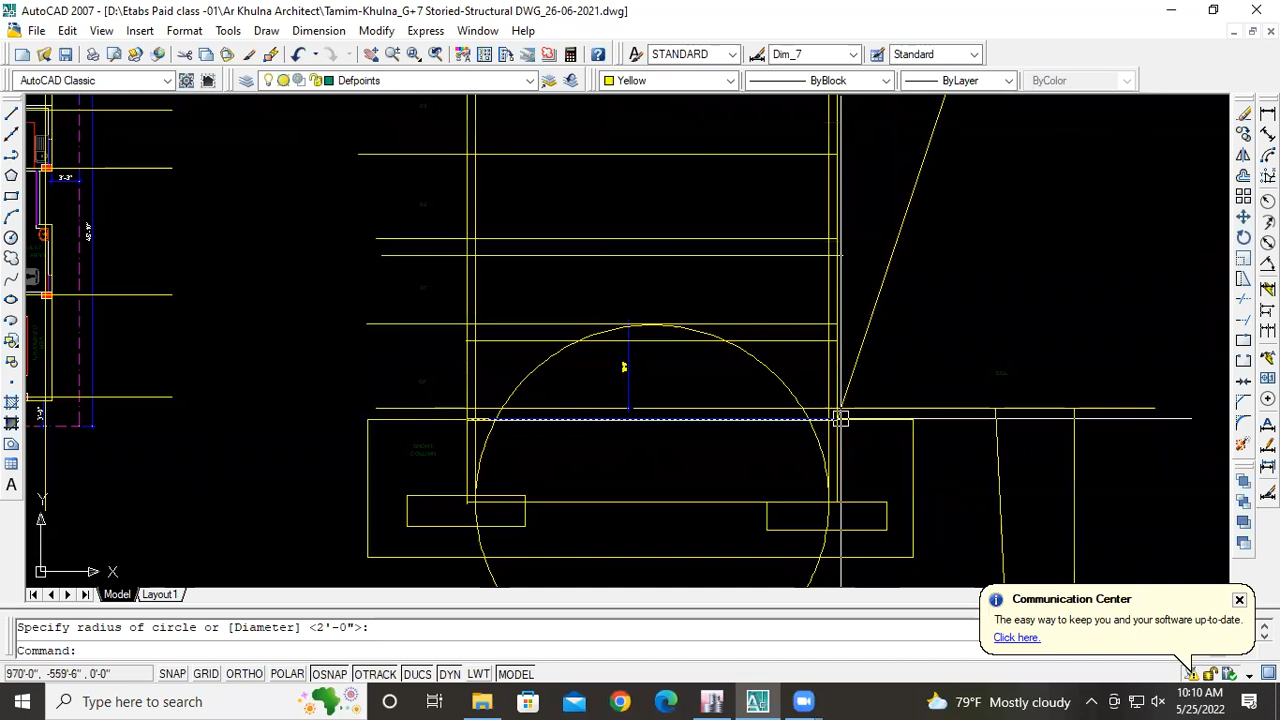 AutoCAD 2007 - [D:\Etabs Paid class -01\Ar Khulna Architect\Tamim-Khulna_G+7 Storied-Structural DWG_26-06-2021.dwg]
File Edit View Insert Format Tools Draw Dimension Modify Express Window Help
STANDARD Dim_7 Standard
AutoCAD Classic Defpoints Yellow ByBlock ByLayer ByColor
3'-3"
SHORT
COLUMN
Y
X
Model Layout1
Communication Center
The easy way to keep you and your software up-to-date.
Click here.
Specify radius of circle or [Diameter] <2'-0">:
Command:
970'-0", -559'-6" , 0'-0" SNAP GRID ORTHO POLAR OSNAP OTRACK DUCS DYN LWT MODEL
Type here to search
79°F Mostly cloudy
10:10 AM
5/25/2022